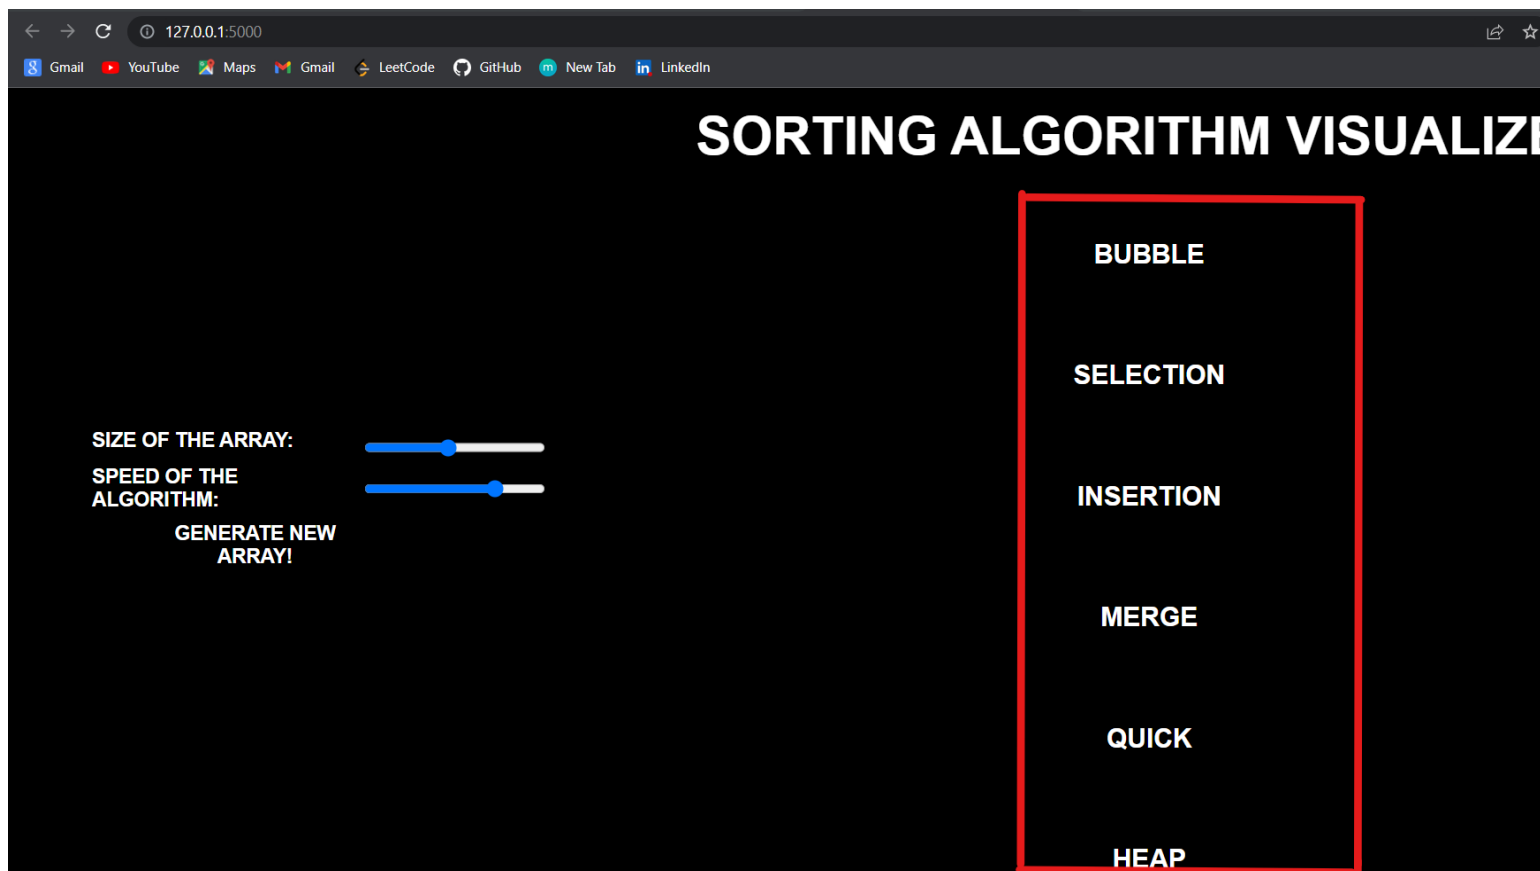 127.0.0.1:5000
Gmail YouTube Maps Gmail LeetCode GitHub New Tab LinkedIn
SORTING ALGORITHM VISUALIZE
BUBBLE
SELECTION
SIZE OF THE ARRAY:
SPEED OF THE
ALGORITHM:
GENERATE NEW
ARRAY!
INSERTION
MERGE
QUICK
HEAP